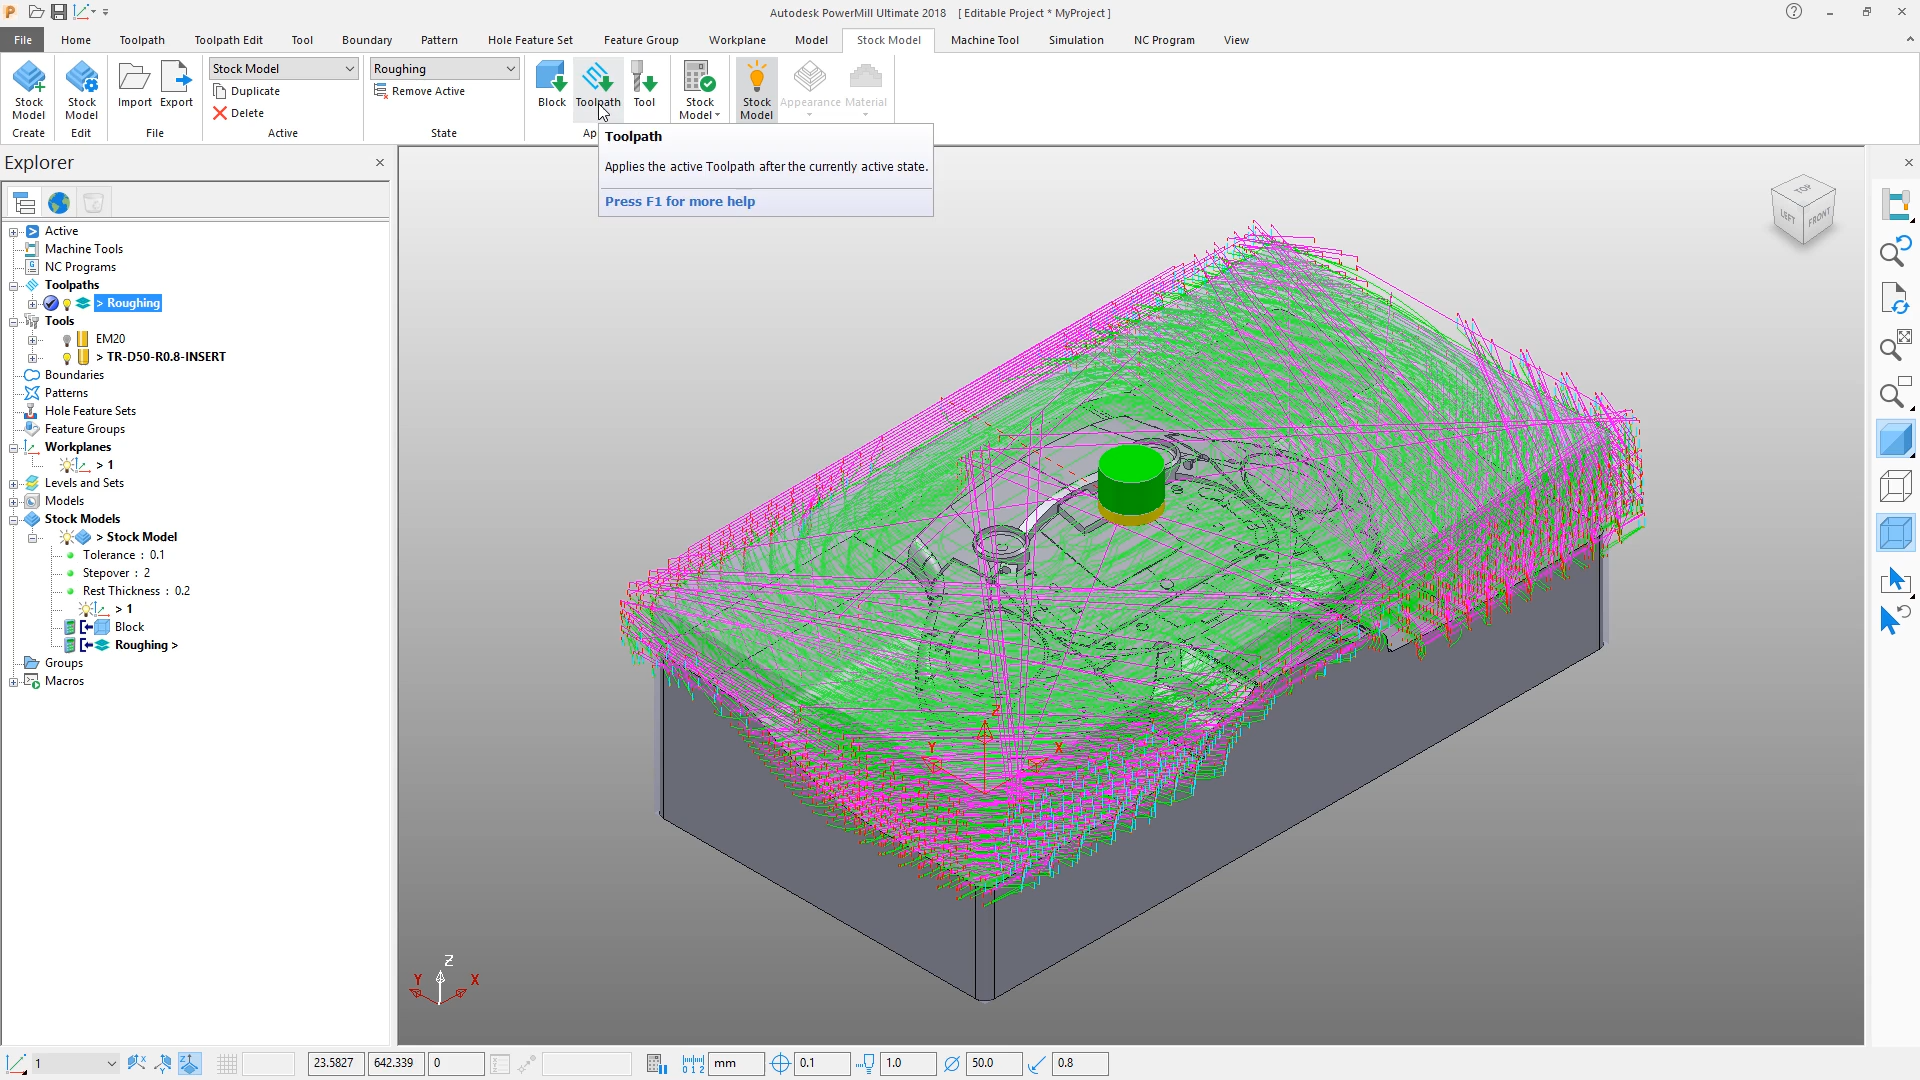 Autodesk PowerMill Ultimate 2018 [ Editable Project * MyProject ]
File Home Toolpath Toolpath Edit Tool Boundary Pattern Hole Feature Set Feature Group Workplane Model Stock Model Machine Tool Simulation NC Program View
Stock Model
Create
Stock Model
Edit
Import
Export
File
Stock Model
Duplicate
Delete
Active
Roughing
Remove Active
State
Block
Toolpath
Tool
Ap
Stock Model
Stock Model
Appearance
Material
Toolpath
Applies the active Toolpath after the currently active state.
Press F1 for more help
Explorer
Active
Machine Tools
NC Programs
Toolpaths
> Roughing
Tools
EM20
> TR-D50-R0.8-INSERT
Boundaries
Patterns
Hole Feature Sets
Feature Groups
Workplanes
> 1
Levels and Sets
Models
Stock Models
> Stock Model
Tolerance : 0.1
Stepover : 2
Rest Thickness : 0.2
> 1
Block
Roughing >
Groups
Macros
TOP
LEFT
FRONT
Z
Y
X
Z
Y
X
1
23.5827
642.339
0
mm
0.1
1.0
50.0
0.8